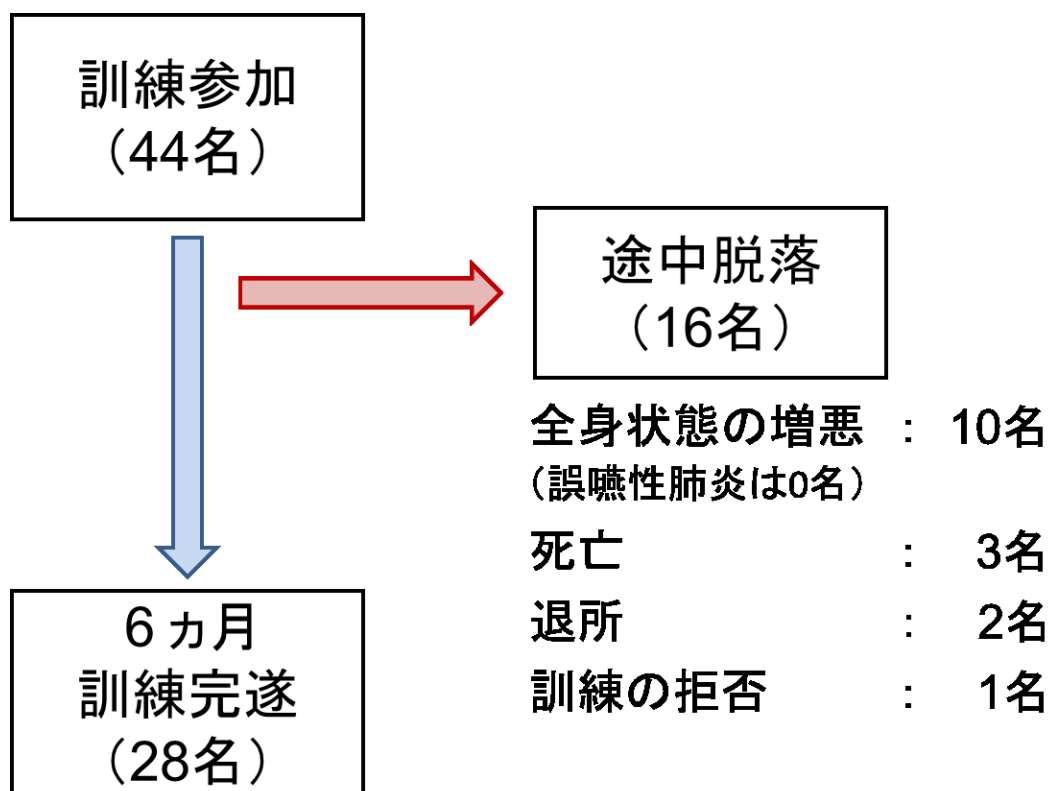 訓練参加
（44名）
途中脱落
（16名）
全身状態の増悪 ： 10名
（誤嚥性肺炎は0名）
死亡 ： 3名
退所 ： 2名
訓練の拒否 ： 1名
６ヵ月
訓練完遂
（28名）